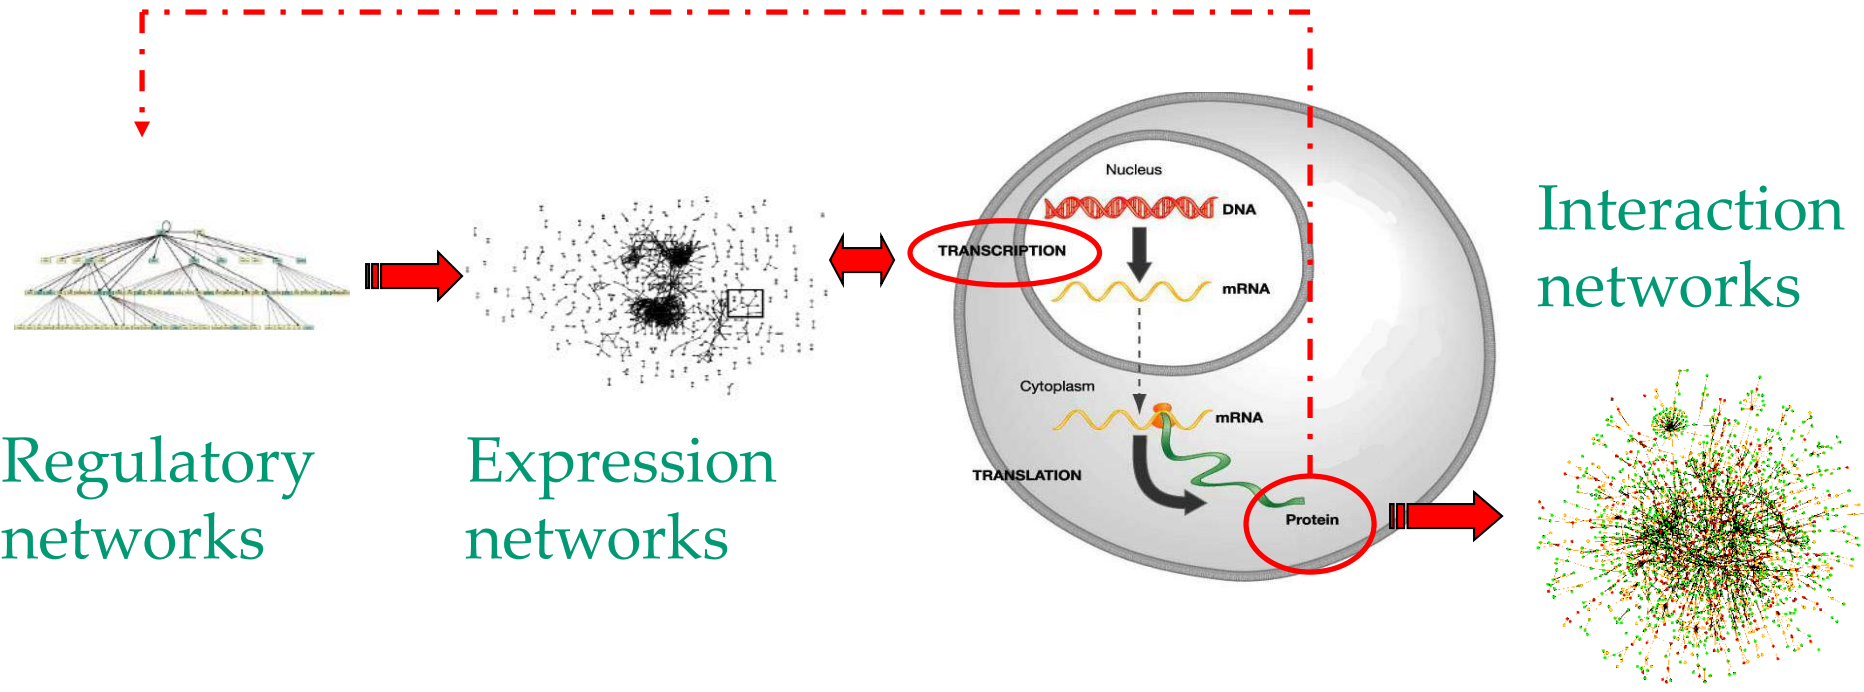 Regulatory
networks
Expression
networks
Nucleus
DNA
TRANSCRIPTION
mRNA
Cytoplasm
mRNA
TRANSLATION
Protein
Interaction
networks